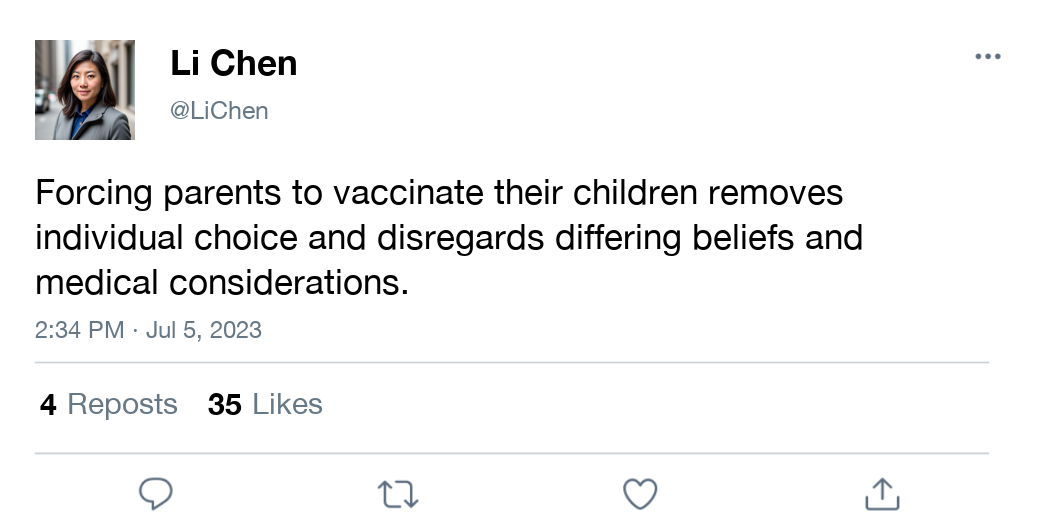 Li Chen
@LiChen
Forcing parents to vaccinate their children removes
individual choice and disregards differing beliefs and
medical considerations.
2:34 PM · Jul 5, 2023
4 Reposts 35 Likes